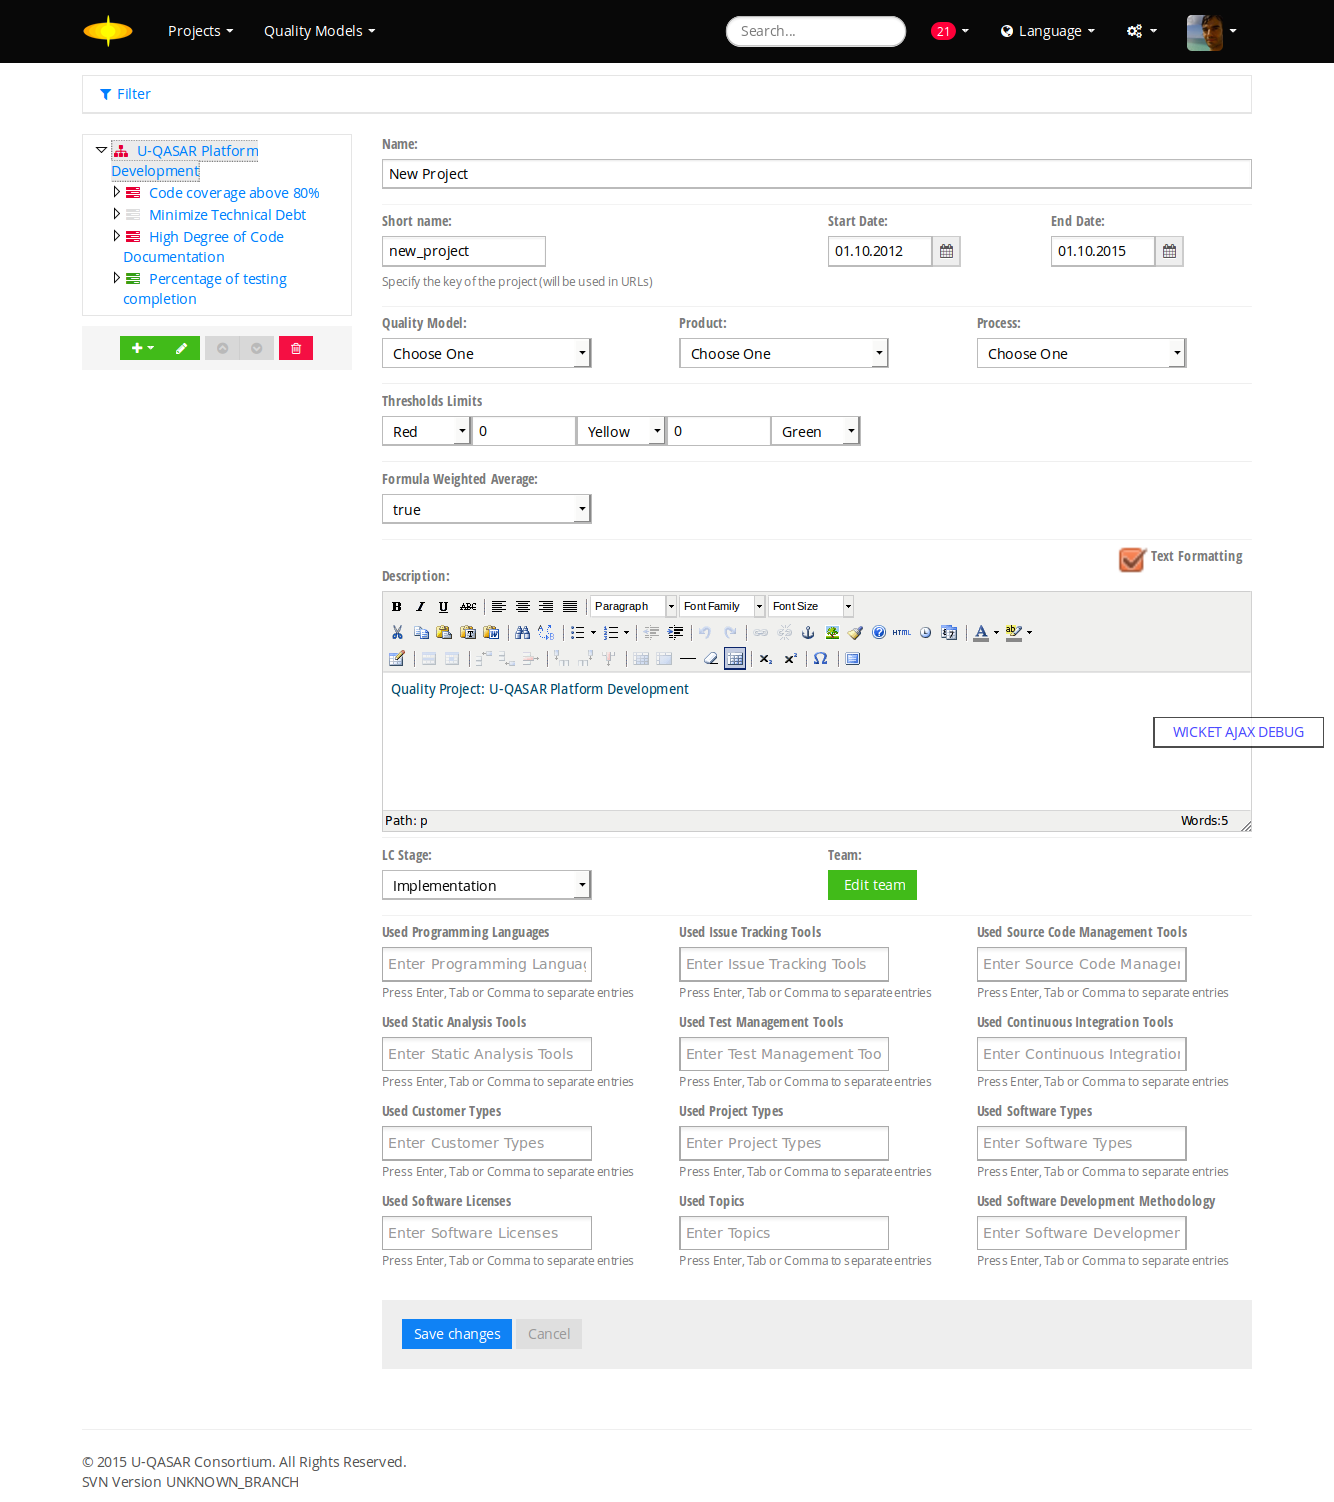 Projects Quality Models Search... 21 Language
Filter
U-QASAR Platform
Development
Code coverage above 80%
Minimize Technical Debt
High Degree of Code
Documentation
Percentage of testing
completion
Name:
New Project
Short name: Start Date: End Date:
new_project 01.10.2012 01.10.2015
Specify the key of the project (will be used in URLs)
Quality Model: Product: Process:
Choose One Choose One Choose One
Thresholds Limits
Red 0 Yellow 0 Green
Formula Weighted Average:
true
Text Formatting
Description:
B I U ABC Paragraph Font Family Font Size
HTML A ab
x₂ x² Ω
Quality Project: U-QASAR Platform Development
WICKET AJAX DEBUG
Path: p Words:5
LC Stage: Team:
Implementation Edit team
Used Programming Languages Used Issue Tracking Tools Used Source Code Management Tools
Enter Programming Languag Enter Issue Tracking Tools Enter Source Code Manager
Press Enter, Tab or Comma to separate entries Press Enter, Tab or Comma to separate entries Press Enter, Tab or Comma to separate entries
Used Static Analysis Tools Used Test Management Tools Used Continuous Integration Tools
Enter Static Analysis Tools Enter Test Management Too Enter Continuous Integration
Press Enter, Tab or Comma to separate entries Press Enter, Tab or Comma to separate entries Press Enter, Tab or Comma to separate entries
Used Customer Types Used Project Types Used Software Types
Enter Customer Types Enter Project Types Enter Software Types
Press Enter, Tab or Comma to separate entries Press Enter, Tab or Comma to separate entries Press Enter, Tab or Comma to separate entries
Used Software Licenses Used Topics Used Software Development Methodology
Enter Software Licenses Enter Topics Enter Software Developmer
Press Enter, Tab or Comma to separate entries Press Enter, Tab or Comma to separate entries Press Enter, Tab or Comma to separate entries
Save changes Cancel
© 2015 U-QASAR Consortium. All Rights Reserved.
SVN Version UNKNOWN_BRANCH